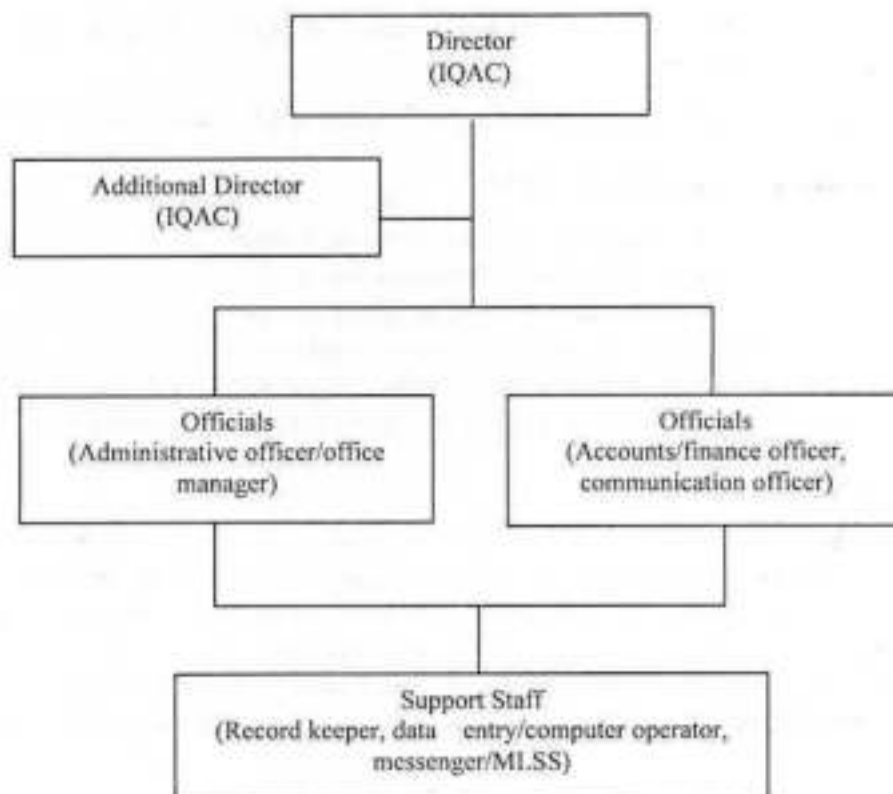 Director
(IQAC)
Additional Director
(IQAC)
Officials
(Administrative officer/office
manager)
Officials
(Accounts/finance officer,
communication officer)
Support Staff
(Record keeper, data entry/computer operator,
messenger/MLSS)